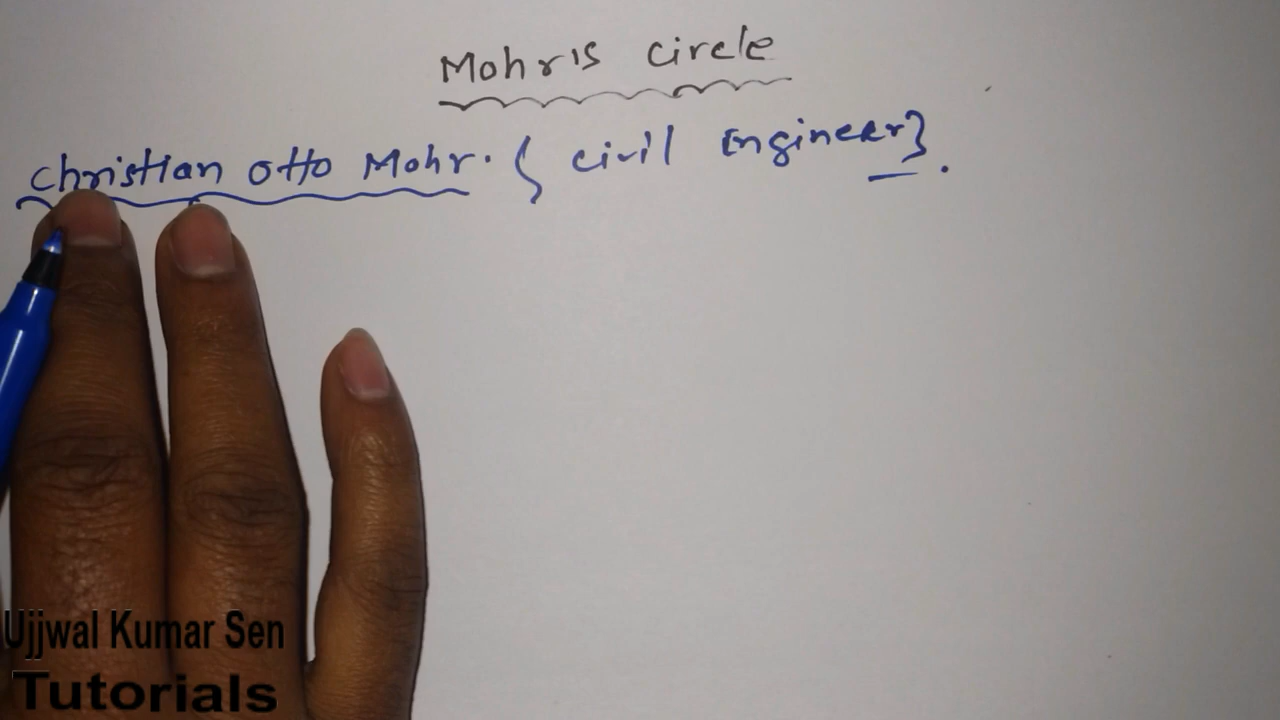 Mohr's circle
christian otto Mohr. { civil Engineer}.
Ujjwal Kumar Sen
Tutorials